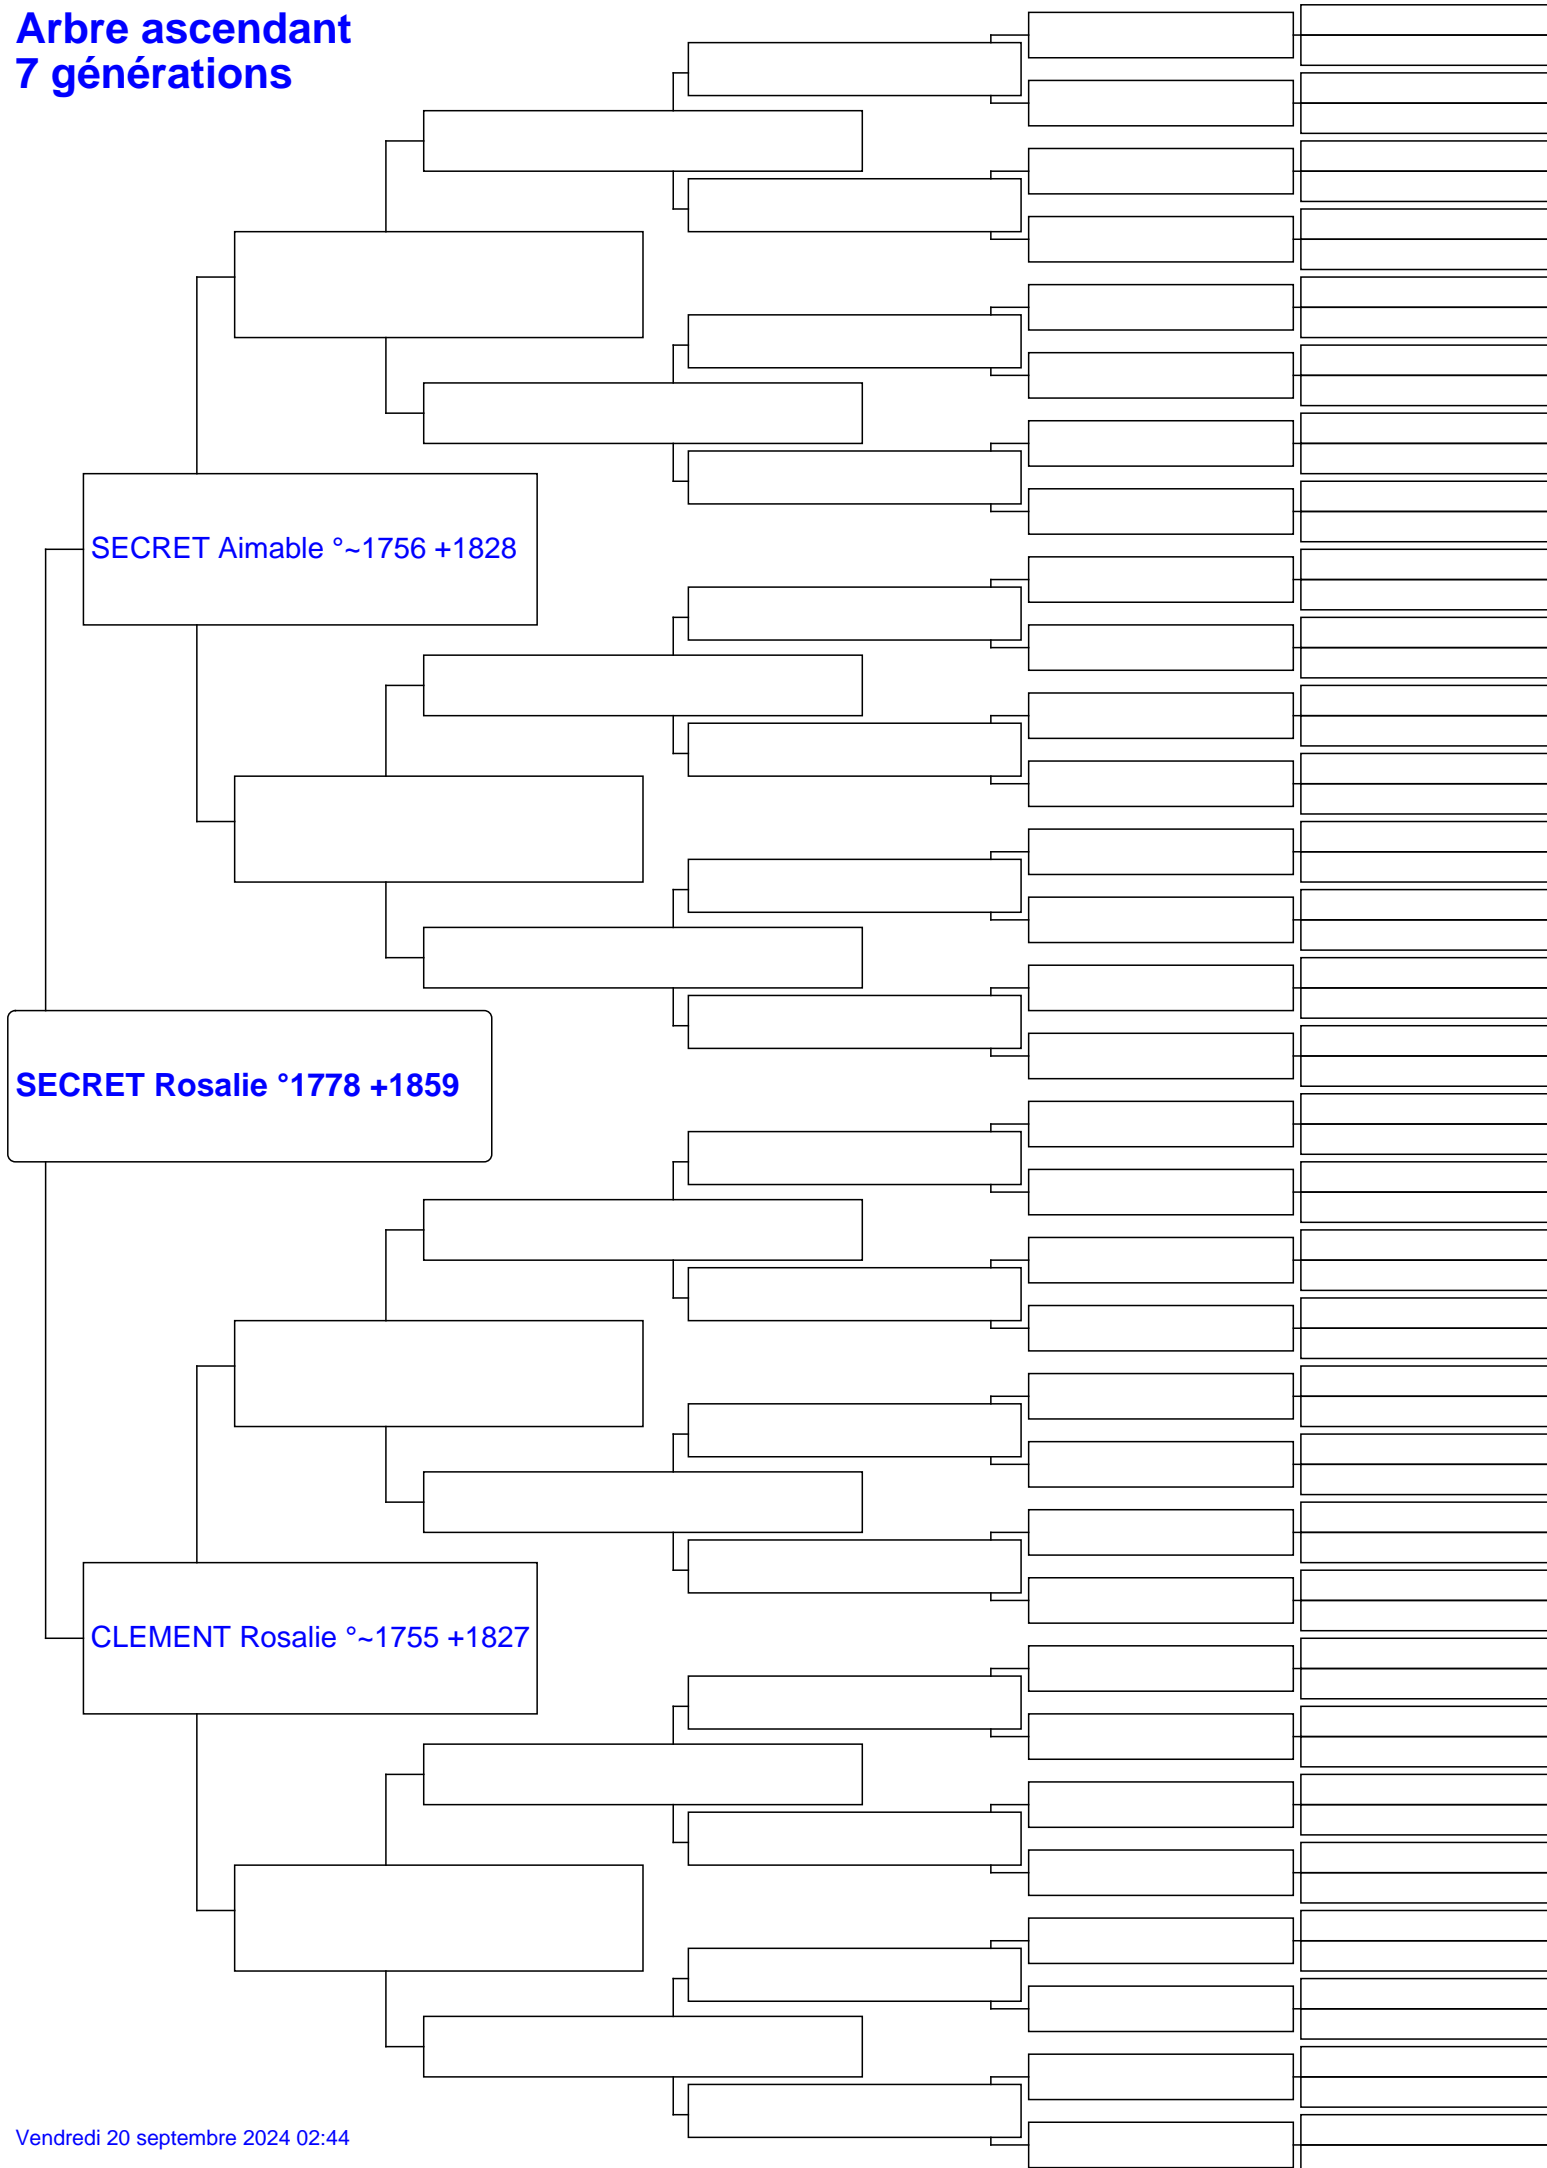 Arbre ascendant
7 générations
SECRET Aimable °~1756 +1828
SECRET Rosalie °1778 +1859
CLEMENT Rosalie °~1755 +1827
Vendredi 20 septembre 2024 02:44